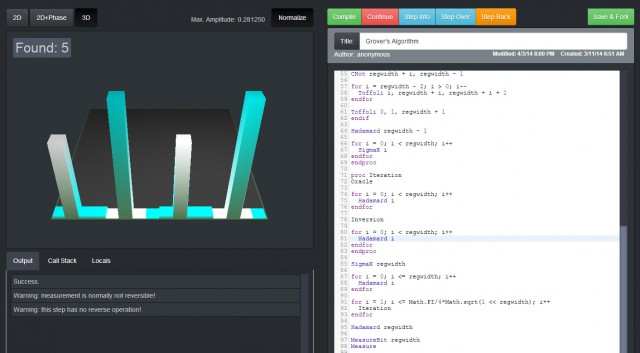 2D 2D+Phase 3D Max. Amplitude: 0.281250 Normalize
Found: 5
Output Call Stack Locals
Success.
Warning: measurement is normally not reversible!
Warning: this step has no reverse operation!
Compile Continue Step Into Step Over Step Back Save & Fork
Title: Grover's Algorithm
Author: anonymous Modified: 4/3/14 8:00 PM Created: 3/11/14 6:51 AM
55 CNot regwidth + i, regwidth - 1
56
57 for i = regwidth - 2; i > 0; i--
58 Toffoli i, regwidth + i, regwidth + i + 1
59 endfor
60
61 Toffoli 0, 1, regwidth + 1
62 endif
63
64 Hadamard regwidth - 1
65
66 for i = 0; i < regwidth; i++
67 SigmaX i
68 endfor
69 endproc
70
71 proc Iteration
72 Oracle
73
74 for i = 0; i < regwidth; i++
75 Hadamard i
76 endfor
77
78 Inversion
79
80 for i = 0; i < regwidth; i++
81 Hadamard i
82 endfor
83 endproc
84
85 SigmaX regwidth
86
87 for i = 0; i <= regwidth; i++
88 Hadamard i
89 endfor
90
91 for i = 1; i <= Math.PI/4*Math.sqrt(1 << regwidth); i++
92 Iteration
93 endfor
94
95 Hadamard regwidth
96
97 MeasureBit regwidth
98 Measure